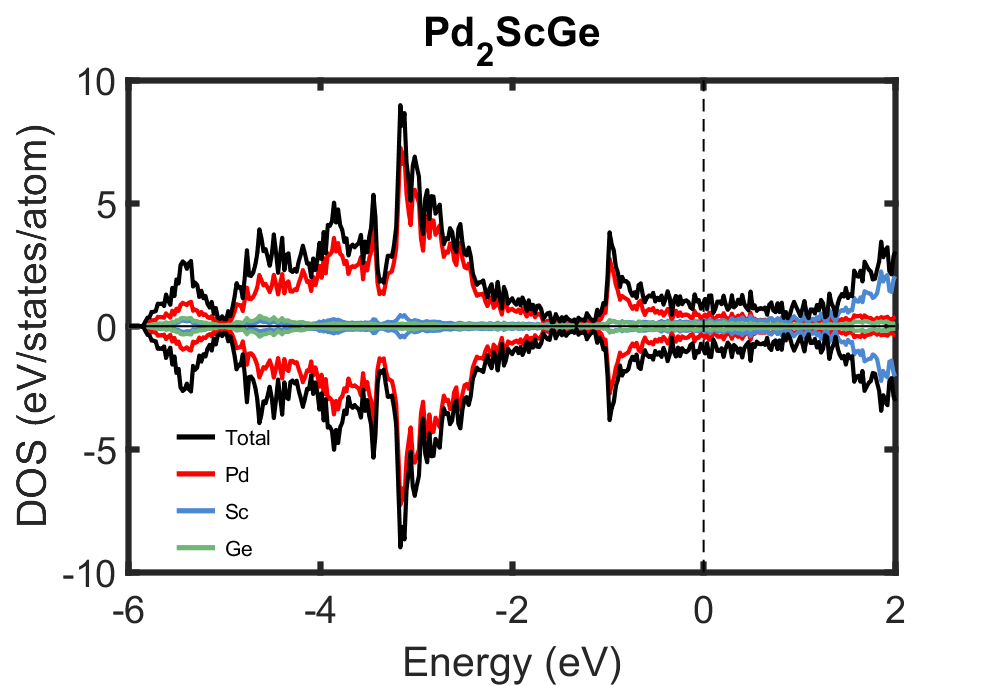 Pd2ScGe
DOS (eV/states/atom)
10
5
0
-5
-10
Total
Pd
Sc
Ge
-6 -4 -2 0 2
Energy (eV)